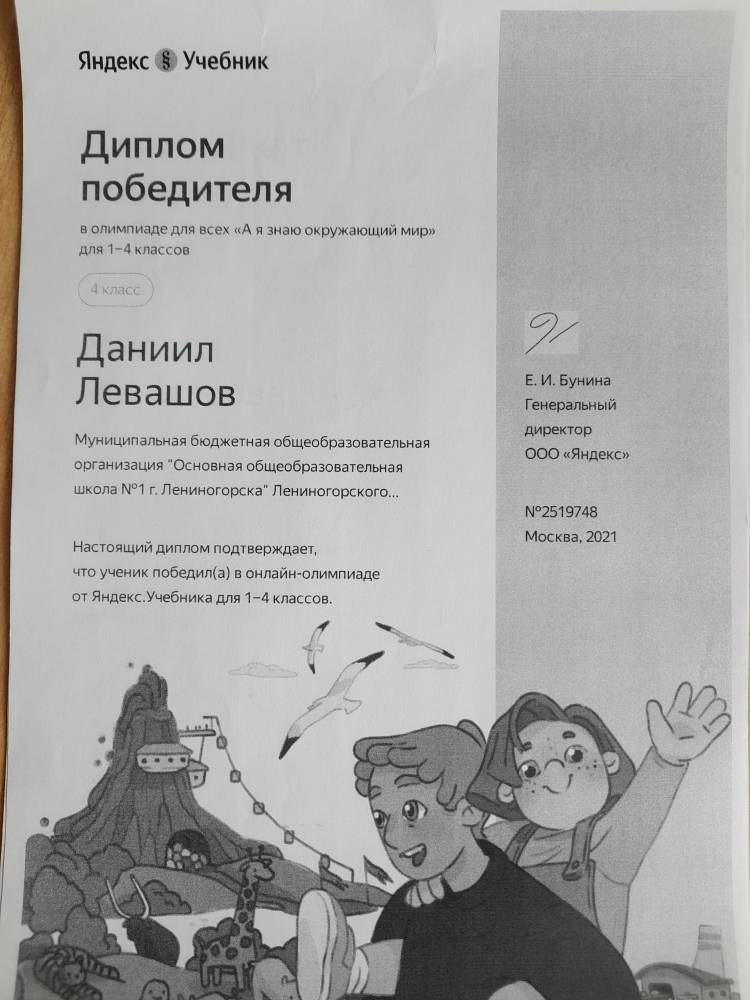 Яндекс Учебник
Диплом
победителя
в олимпиаде для всех «А я знаю окружающий мир»
для 1–4 классов
4 класс
Даниил
Левашов
Муниципальная бюджетная общеобразовательная
организация "Основная общеобразовательная
школа №1 г. Лениногорска" Лениногорского...
Настоящий диплом подтверждает,
что ученик победил(а) в онлайн-олимпиаде
от Яндекс.Учебника для 1–4 классов.
Е. И. Бунина
Генеральный
директор
ООО «Яндекс»
№2519748
Москва, 2021